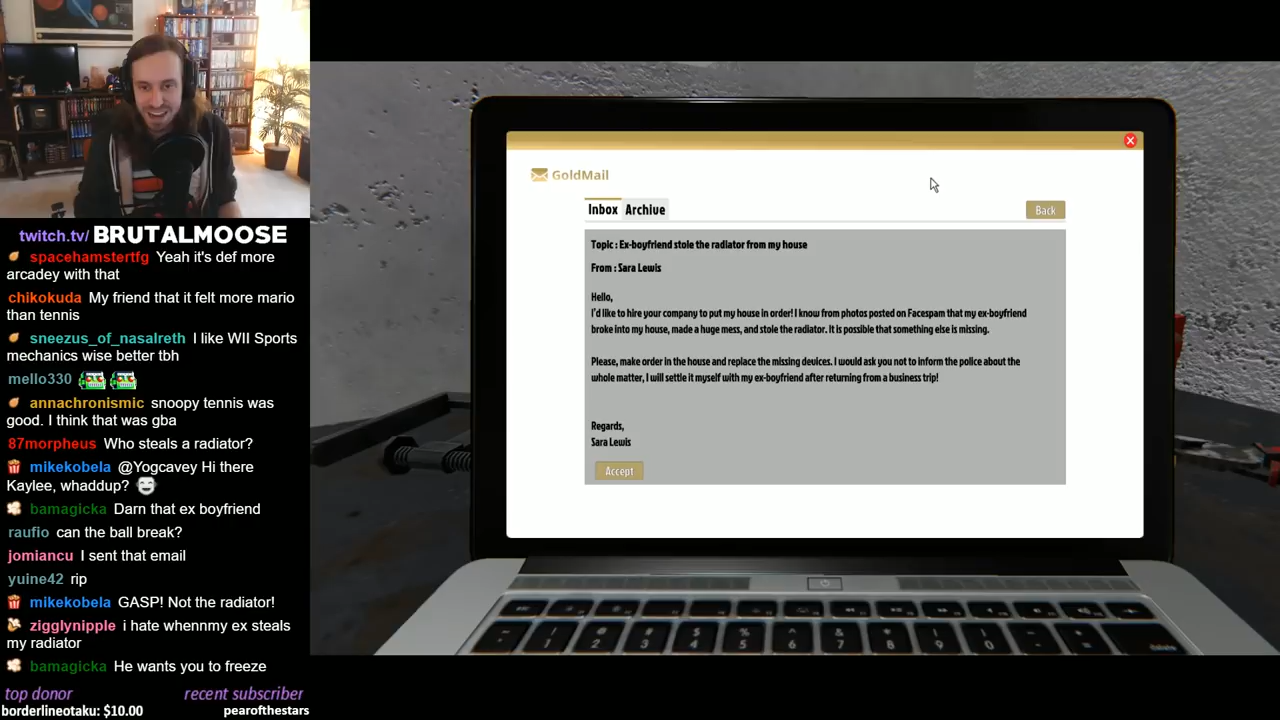 twitch.tv/ BRUTALMOOSE
spacehamstertfg Yeah it's def more
arcadey with that
chikokuda My friend that it felt more mario
than tennis
sneezus_of_nasalreth I like WII Sports
mechanics wise better tbh
mello330
annachronismic snoopy tennis was
good. I think that was gba
87morpheus Who steals a radiator?
mikekobela @Yogcavey Hi there
Kaylee, whaddup?
bamagicka Darn that ex boyfriend
raufio can the ball break?
jomiancu I sent that email
yuine42 rip
mikekobela GASP! Not the radiator!
zigglynipple i hate whennmy ex steals
my radiator
bamagicka He wants you to freeze
top donor recent subscriber
borderlineotaku: $10.00 pearofthestars
GoldMail
Inbox Archive Back
Topic : Ex-boyfriend stole the radiator from my house
From : Sara Lewis
Hello,
I'd like to hire your company to put my house in order! I know from photos posted on Facespam that my ex-boyfriend
broke into my house, made a huge mess, and stole the radiator. It is possible that something else is missing.
Please, make order in the house and replace the missing devices. I would ask you not to inform the police about the
whole matter, I will settle it myself with my ex-boyfriend after returning from a business trip!
Regards,
Sara Lewis
Accept